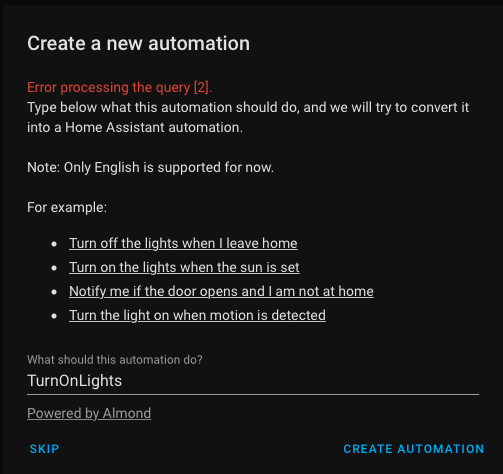 Create a new automation
Error processing the query [2].
Type below what this automation should do, and we will try to convert it
into a Home Assistant automation.
Note: Only English is supported for now.
For example:
• Turn off the lights when I leave home
• Turn on the lights when the sun is set
• Notify me if the door opens and I am not at home
• Turn the light on when motion is detected
What should this automation do?
TurnOnLights
Powered by Almond
SKIP CREATE AUTOMATION